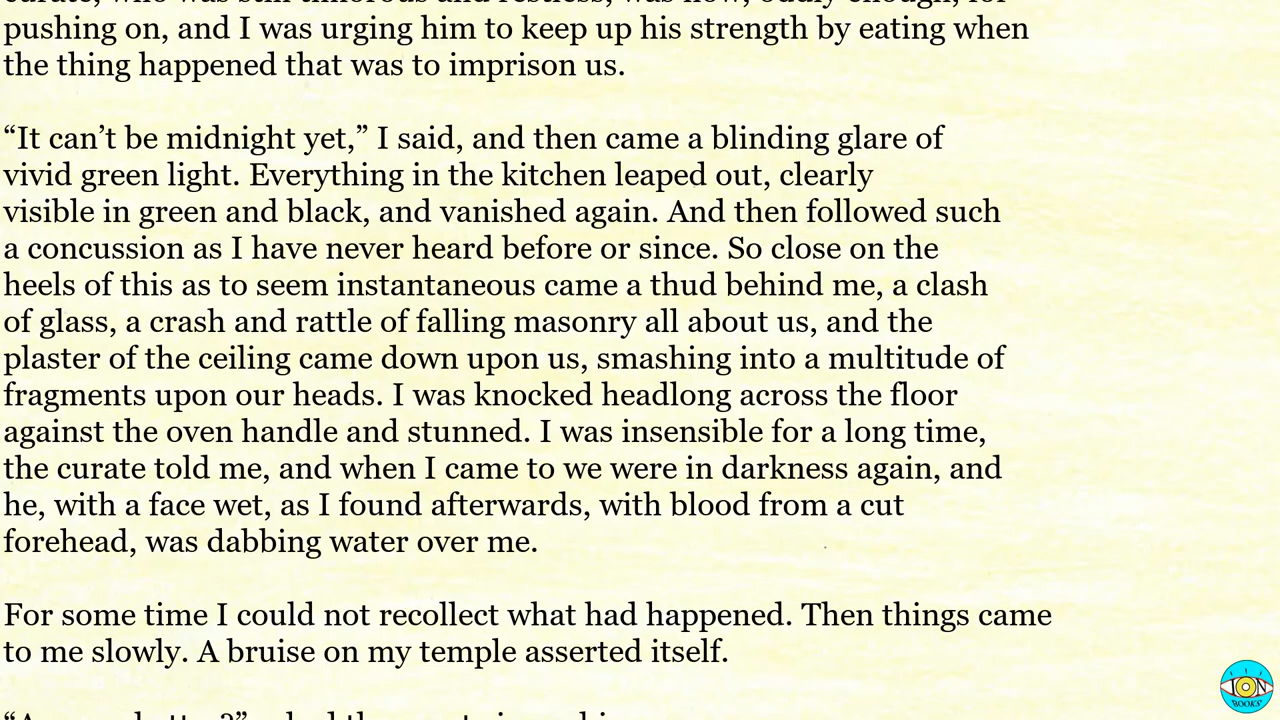 pushing on, and I was urging him to keep up his strength by eating when
the thing happened that was to imprison us.
“It can’t be midnight yet,” I said, and then came a blinding glare of
vivid green light. Everything in the kitchen leaped out, clearly
visible in green and black, and vanished again. And then followed such
a concussion as I have never heard before or since. So close on the
heels of this as to seem instantaneous came a thud behind me, a clash
of glass, a crash and rattle of falling masonry all about us, and the
plaster of the ceiling came down upon us, smashing into a multitude of
fragments upon our heads. I was knocked headlong across the floor
against the oven handle and stunned. I was insensible for a long time,
the curate told me, and when I came to we were in darkness again, and
he, with a face wet, as I found afterwards, with blood from a cut
forehead, was dabbing water over me.
For some time I could not recollect what had happened. Then things came
to me slowly. A bruise on my temple asserted itself.
ION
BOOKS